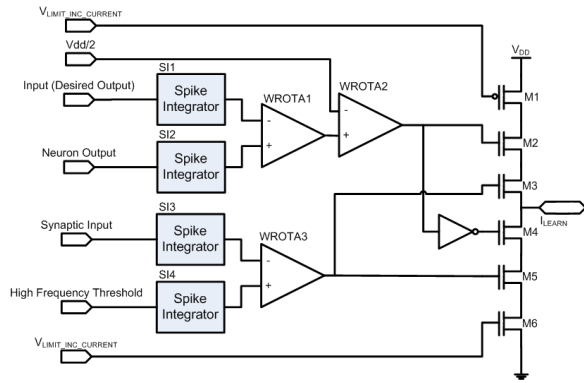 VLIMIT_INC_CURRENT
Vdd/2
SI1
Input (Desired Output)
Spike
Integrator
WROTA1
WROTA2
VDD
M1
SI2
Neuron Output
Spike
Integrator
M2
M3
SI3
Synaptic Input
Spike
Integrator
WROTA3
ILEARN
M4
SI4
High Frequency Threshold
Spike
Integrator
M5
VLIMIT_INC_CURRENT
M6
-
+
-
+
-
+